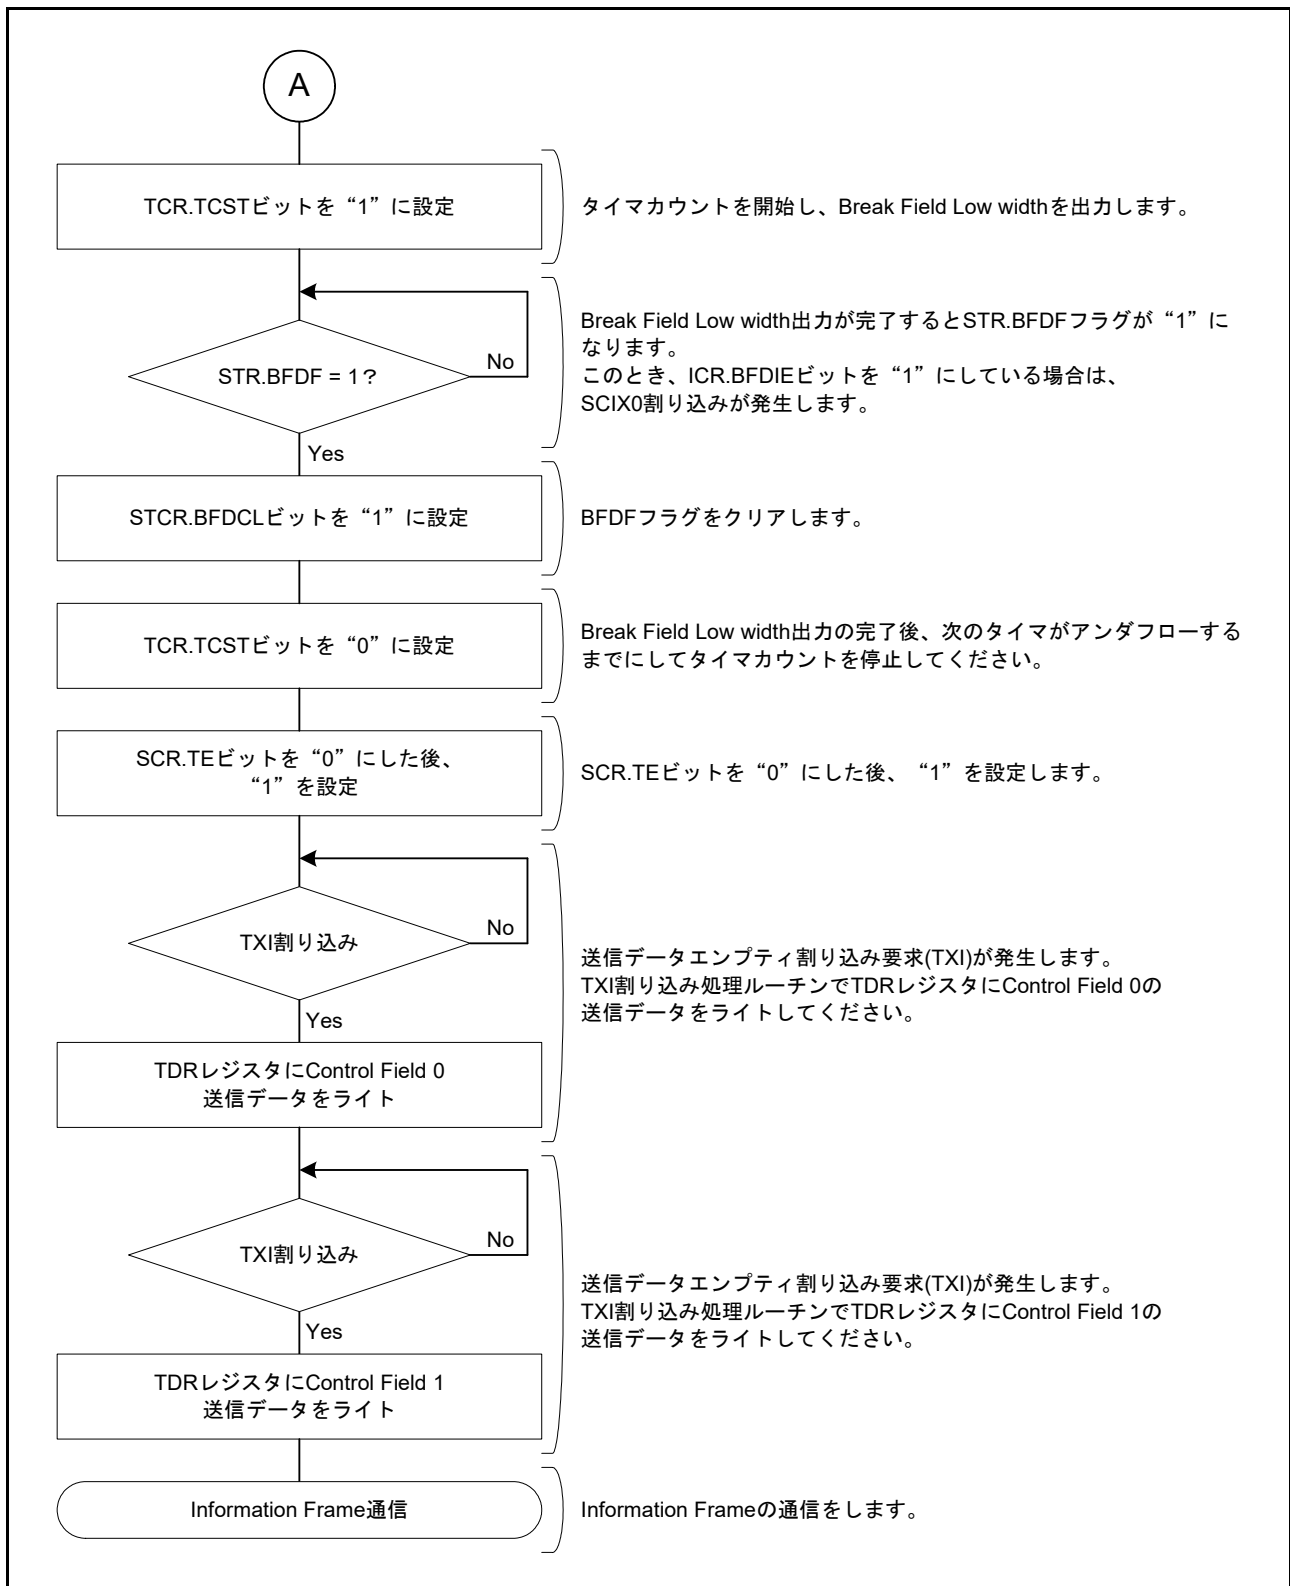 A
TCR.TCSTビットを“1”に設定
タイマカウントを開始し、Break Field Low widthを出力します。
STR.BFDF = 1？
No
Yes
Break Field Low width出力が完了するとSTR.BFDFフラグが“1”に
なります。
このとき、ICR.BFDIEビットを“1”にしている場合は、
SCIX0割り込みが発生します。
STCR.BFDCLビットを“1”に設定
BFDFフラグをクリアします。
TCR.TCSTビットを“0”に設定
Break Field Low width出力の完了後、次のタイマがアンダフローする
までにしてタイマカウントを停止してください。
SCR.TEビットを“0”にした後、
“1”を設定
SCR.TEビットを“0”にした後、“1”を設定します。
TXI割り込み
No
Yes
TDRレジスタにControl Field 0
送信データをライト
送信データエンプティ割り込み要求(TXI)が発生します。
TXI割り込み処理ルーチンでTDRレジスタにControl Field 0の
送信データをライトしてください。
TXI割り込み
No
Yes
TDRレジスタにControl Field 1
送信データをライト
送信データエンプティ割り込み要求(TXI)が発生します。
TXI割り込み処理ルーチンでTDRレジスタにControl Field 1の
送信データをライトしてください。
Information Frame通信
Information Frameの通信をします。